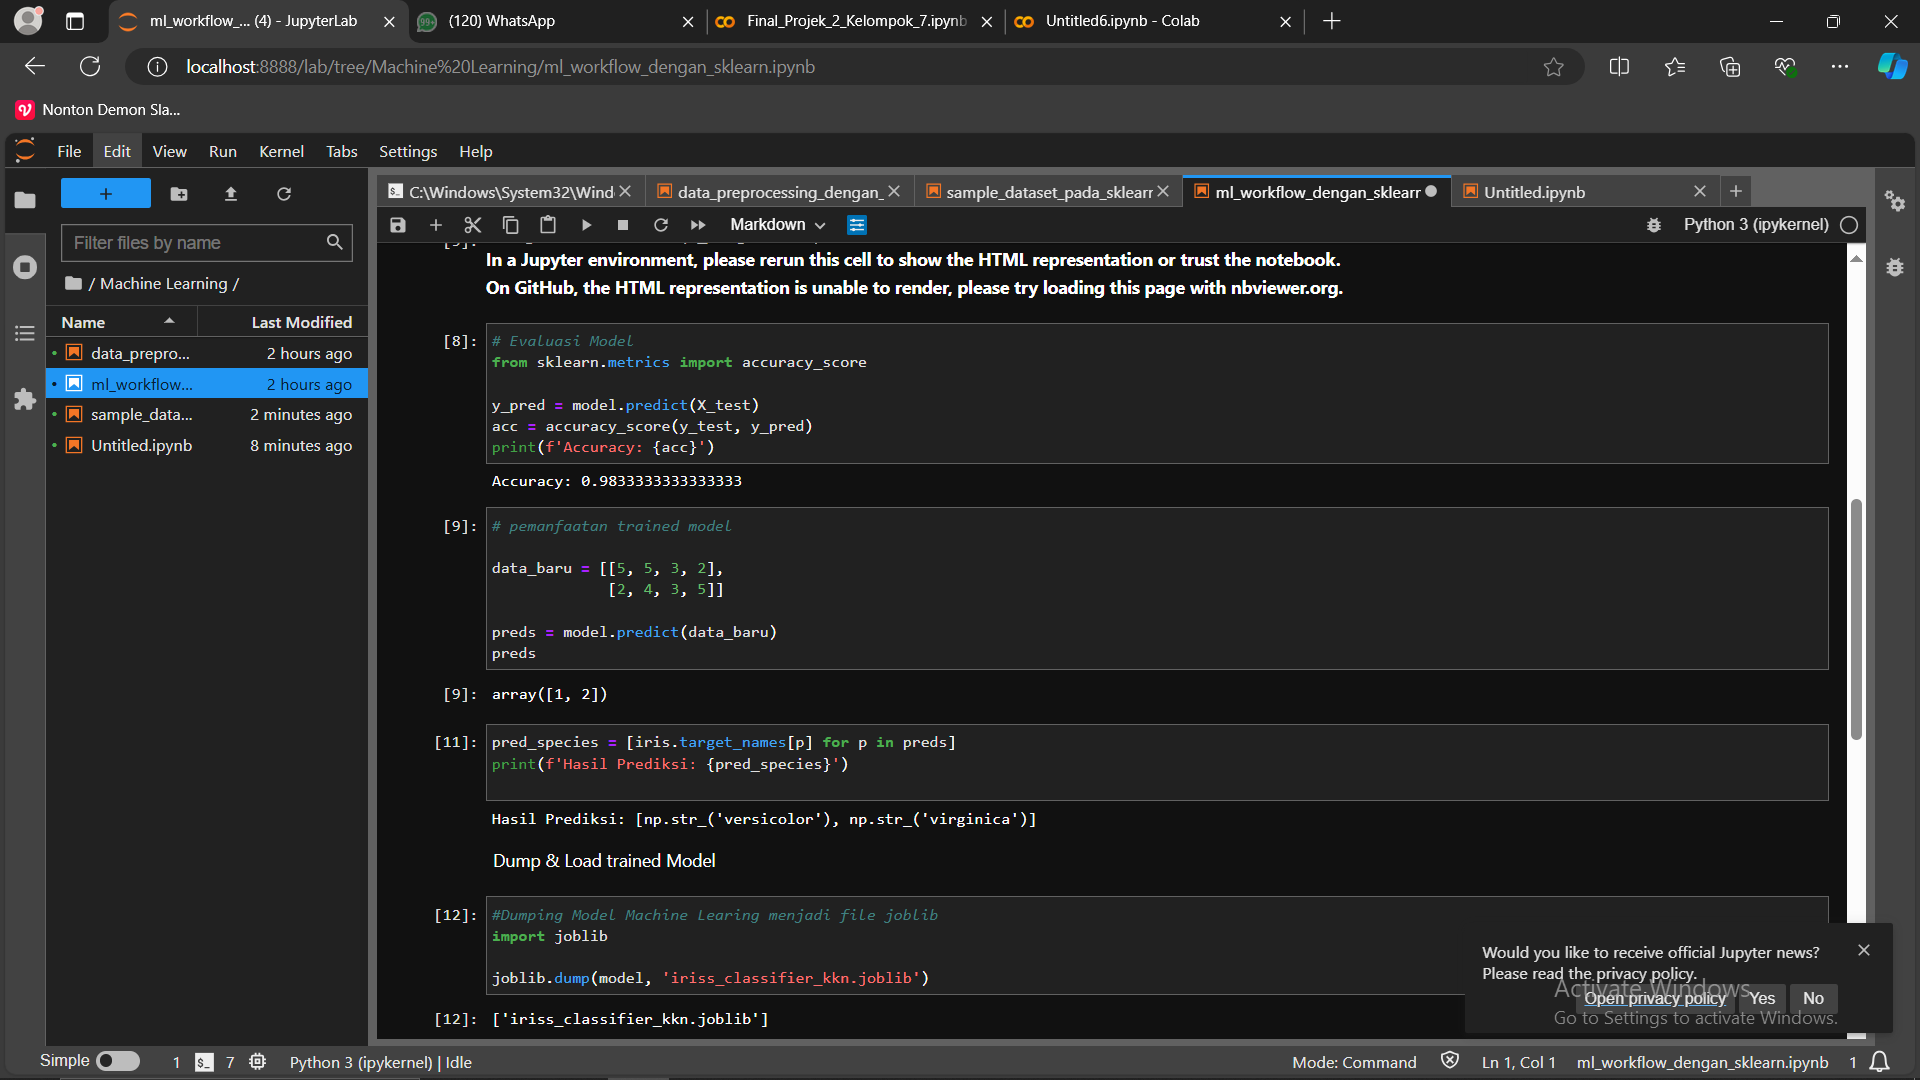 ml_workflow_... (4) - JupyterLab
99+
(120) WhatsApp
Final_Projek_2_Kelompok_7.ipynb
Untitled6.ipynb - Colab
localhost:8888/lab/tree/Machine%20Learning/ml_workflow_dengan_sklearn.ipynb
Nonton Demon Sla...
File Edit View Run Kernel Tabs Settings Help
C:\Windows\System32\Wind
data_preprocessing_dengan_
sample_dataset_pada_sklearn
ml_workflow_dengan_sklearn
Untitled.ipynb
Markdown
Python 3 (ipykernel)
Filter files by name
/ Machine Learning /
Name Last Modified
data_prepro... 2 hours ago
ml_workflow... 2 hours ago
sample_data... 2 minutes ago
Untitled.ipynb 8 minutes ago
In a Jupyter environment, please rerun this cell to show the HTML representation or trust the notebook.
On GitHub, the HTML representation is unable to render, please try loading this page with nbviewer.org.
[8]: # Evaluasi Model
from sklearn.metrics import accuracy_score
y_pred = model.predict(X_test)
acc = accuracy_score(y_test, y_pred)
print(f'Accuracy: {acc}')
Accuracy: 0.9833333333333333
[9]: # pemanfaatan trained model
data_baru = [[5, 5, 3, 2],
[2, 4, 3, 5]]
preds = model.predict(data_baru)
preds
[9]: array([1, 2])
[11]: pred_species = [iris.target_names[p] for p in preds]
print(f'Hasil Prediksi: {pred_species}')
Hasil Prediksi: [np.str_('versicolor'), np.str_('virginica')]
Dump & Load trained Model
[12]: #Dumping Model Machine Learing menjadi file joblib
import joblib
joblib.dump(model, 'iriss_classifier_kkn.joblib')
[12]: ['iriss_classifier_kkn.joblib']
Would you like to receive official Jupyter news?
Please read the privacy policy.
Open privacy policy Yes No
Activate Windows
Go to Settings to activate Windows.
Simple 1 7 Python 3 (ipykernel) | Idle
Mode: Command Ln 1, Col 1 ml_workflow_dengan_sklearn.ipynb 1